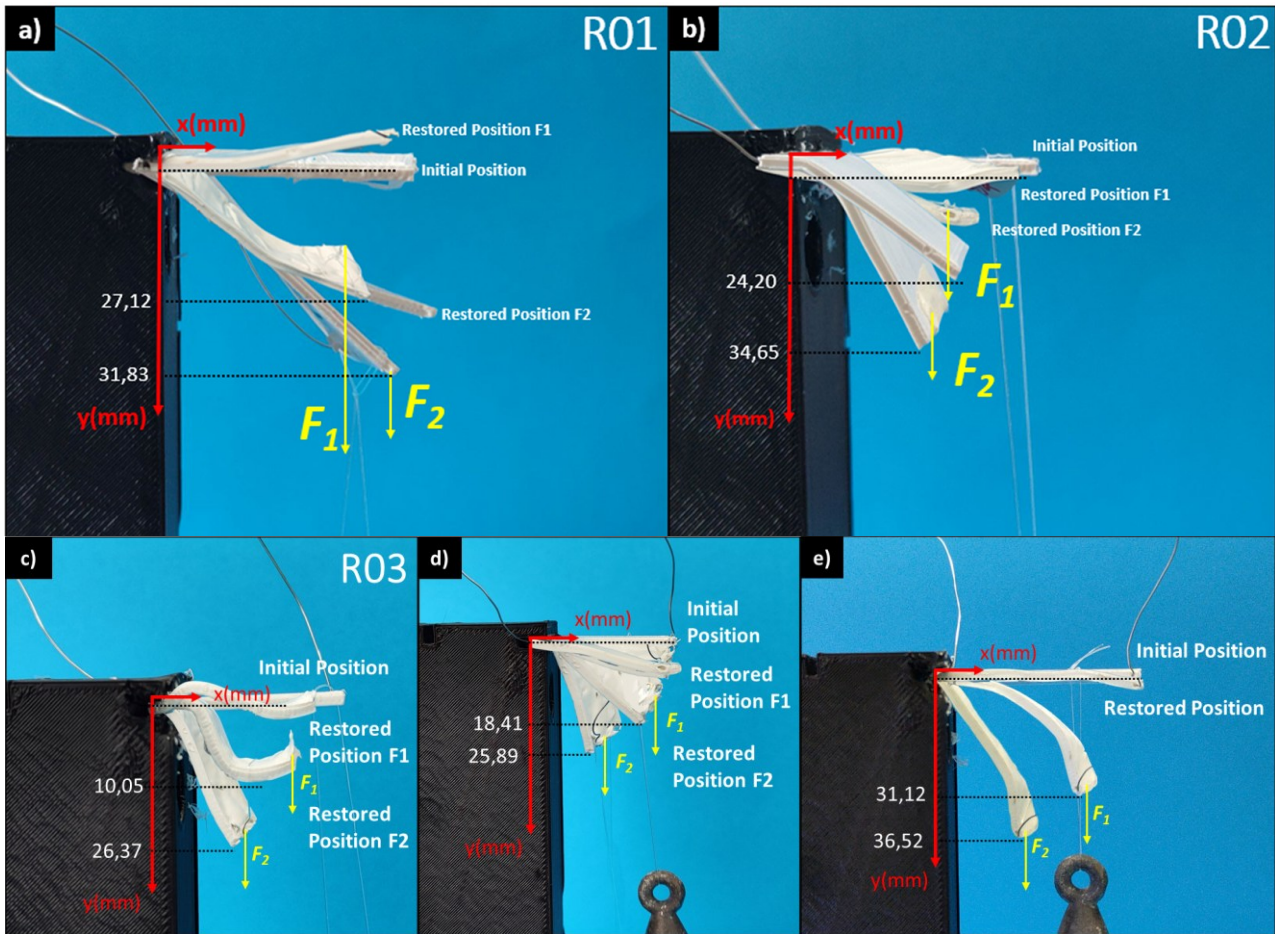 a)
R01
x(mm)
Restored Position F1
Initial Position
27,12
Restored Position F2
31,83
y(mm)
F1
F2
b)
R02
x(mm)
Initial Position
Restored Position F1
Restored Position F2
24,20
F1
34,65
F2
y(mm)
c)
R03
Initial Position
x(mm)
Restored
Position F1
10,05
F1
Restored
Position F2
26,37
F2
y(mm)
d)
x(mm)
Initial
Position
Restored
Position F1
18,41
F1
25,89
Restored
Position F2
F2
y(mm)
e)
x(mm)
Initial Position
Restored Position
31,12
F1
36,52
F2
y(mm)